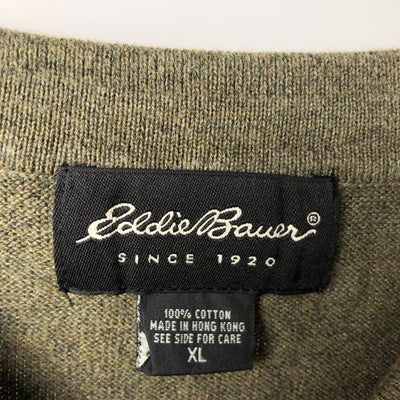 Eddie Bauer®
SINCE 1920
100% COTTON
MADE IN HONG KONG
SEE SIDE FOR CARE
XL